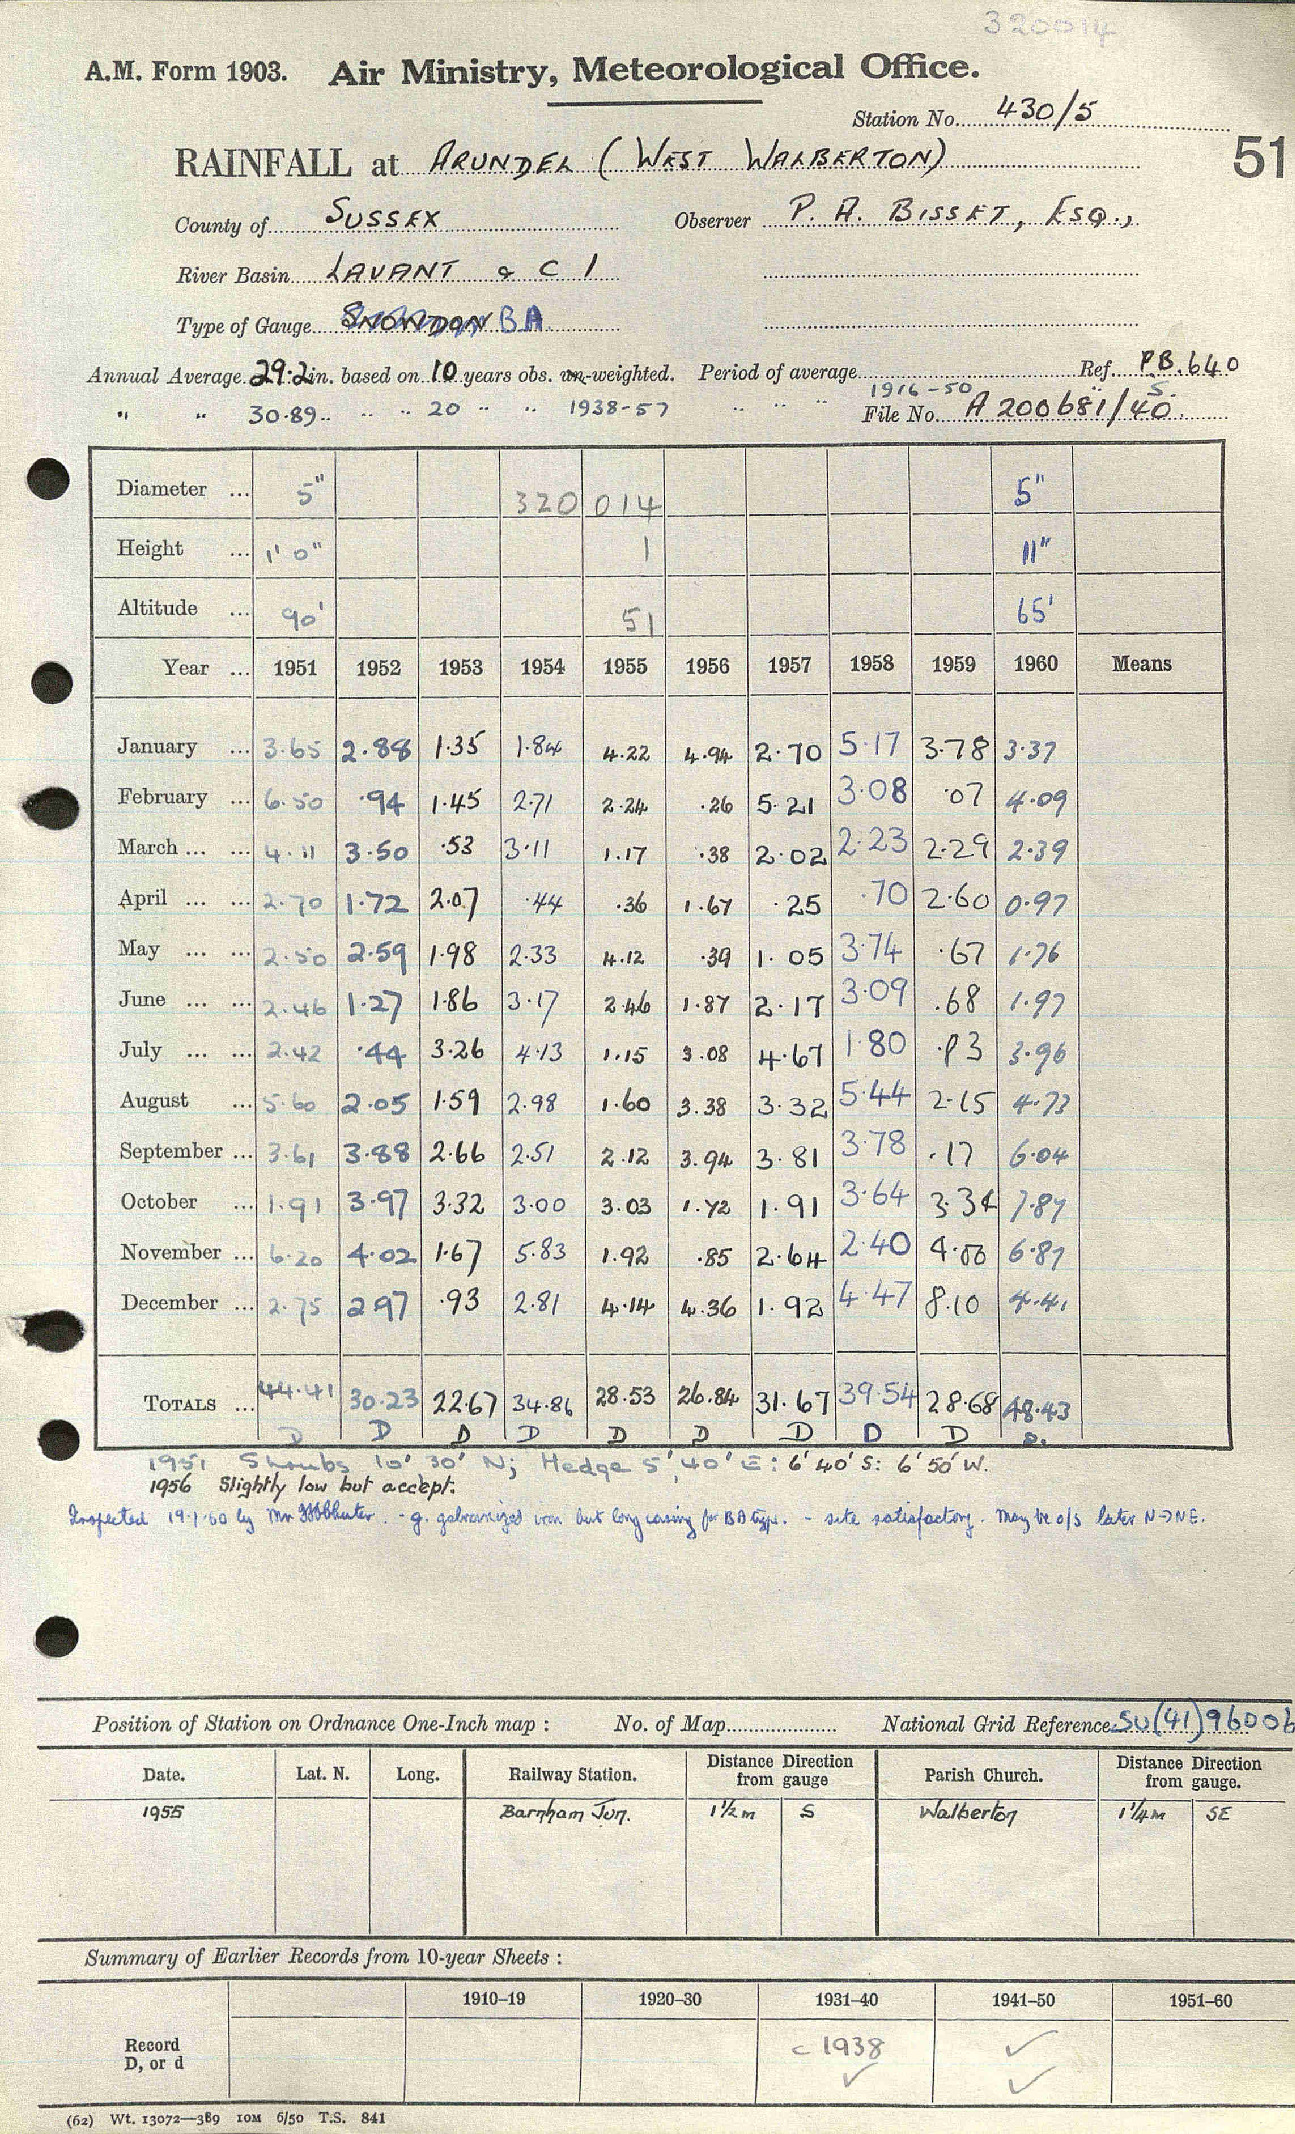 320014
A.M. Form 1903. Air Ministry, Meteorological Office.
Station No. 430/5
51
RAINFALL at ARUNDEL (WEST WALBERTON)
County of SUSSEX Observer P. A. BISSET, ESQ.,
River Basin LAVANT & C 1
Type of Gauge SNOWDON BA
Annual Average 29.2 in. based on 10 years obs. un-weighted. Period of average 1916-50 Ref. P.B. 640
" " 30.89 .. .. .. 20 " " 1938-57 " " " File No. A 200681/40 S.
Diameter ... 5" 320 014 5"
Height ... 1' 0" 1 11"
Altitude ... 90' 51 65'
Year ... 1951 1952 1953 1954 1955 1956 1957 1958 1959 1960 Means
January ... 3.65 2.88 1.35 1.84 4.22 4.94 2.70 5.17 3.78 3.37
February ... 6.50 .94 1.45 2.71 2.24 .26 5.21 3.08 .07 4.09
March ... ... 4.11 3.50 .53 3.11 1.17 .38 2.02 2.23 2.29 2.39
April ... ... 2.70 1.72 2.07 .44 .36 1.67 .25 .70 2.60 0.97
May ... ... 2.50 2.59 1.98 2.33 4.12 .39 1.05 3.74 .67 1.76
June ... ... 2.46 1.27 1.86 3.17 2.46 1.87 2.17 3.09 .68 1.97
July ... ... 2.42 .44 3.26 4.13 1.15 3.08 4.67 1.80 .83 3.96
August ... 5.60 2.05 1.59 2.98 1.60 3.38 3.32 5.44 2.15 4.73
September ... 3.61 3.88 2.66 2.51 2.12 3.94 3.81 3.78 .17 6.04
October ... 1.91 3.97 3.32 3.00 3.03 1.72 1.91 3.64 3.34 7.87
November ... 6.20 4.02 1.67 5.83 1.92 .85 2.64 2.40 4.00 6.87
December ... 2.75 2.97 .93 2.81 4.14 4.36 1.92 4.47 8.10 4.41
TOTALS ... 44.41 30.23 22.67 34.86 28.53 26.84 31.67 39.54 28.68 48.43
D D D D D D D D D D.
1951 Shrubs 10' 30' N; Hedge 5', 40' E: 6' 40' S: 6' 50' W.
1956 Slightly low but accept.
Inspected 19.1.60 by Mr - g. galvanized iron but long casing for BA type. - site satisfactory. May be o/s later N→NE.
Position of Station on Ordnance One-Inch map : No. of Map National Grid Reference SU(41)96006
Date. Lat. N. Long. Railway Station. Distance from Direction gauge Parish Church. Distance from Direction gauge.
1955 Barnham Jun. 1½m S Walberton 1¼m SE
Summary of Earlier Records from 10-year Sheets :
1910–19 1920–30 1931–40 1941–50 1951–60
Record D, or d c 1938 ✓ ✓ ✓
(62) Wt. 13072—389 10M 6/50 T.S. 841